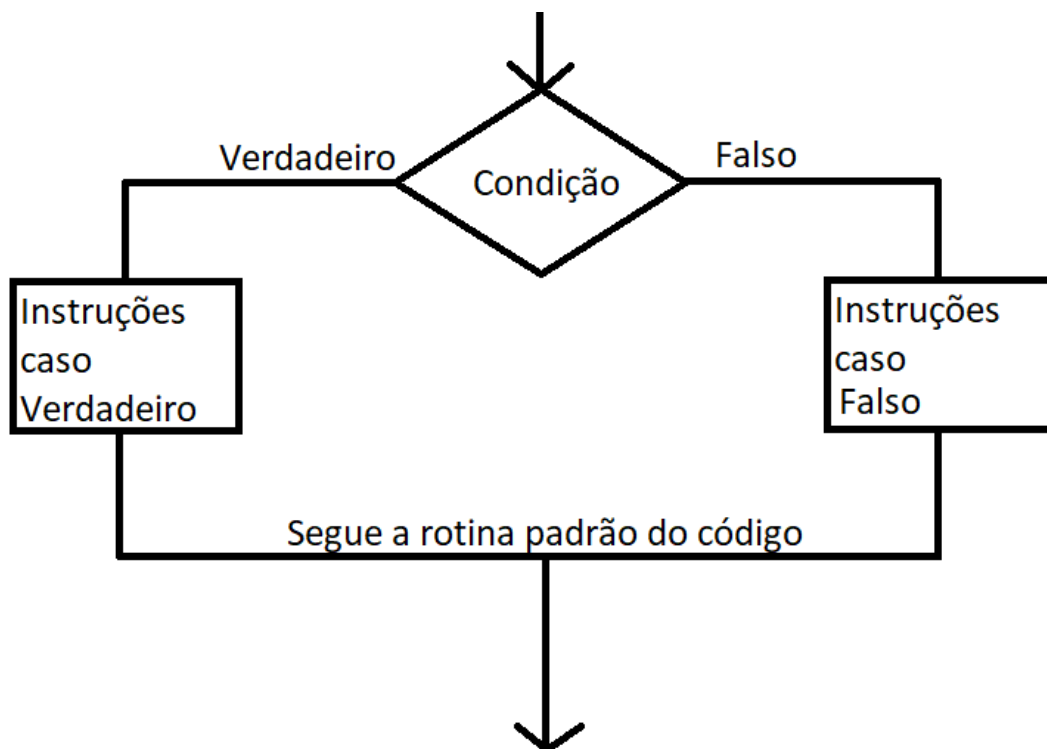 Verdadeiro
Falso
Condição
Instruções
caso
Verdadeiro
Instruções
caso
Falso
Segue a rotina padrão do código